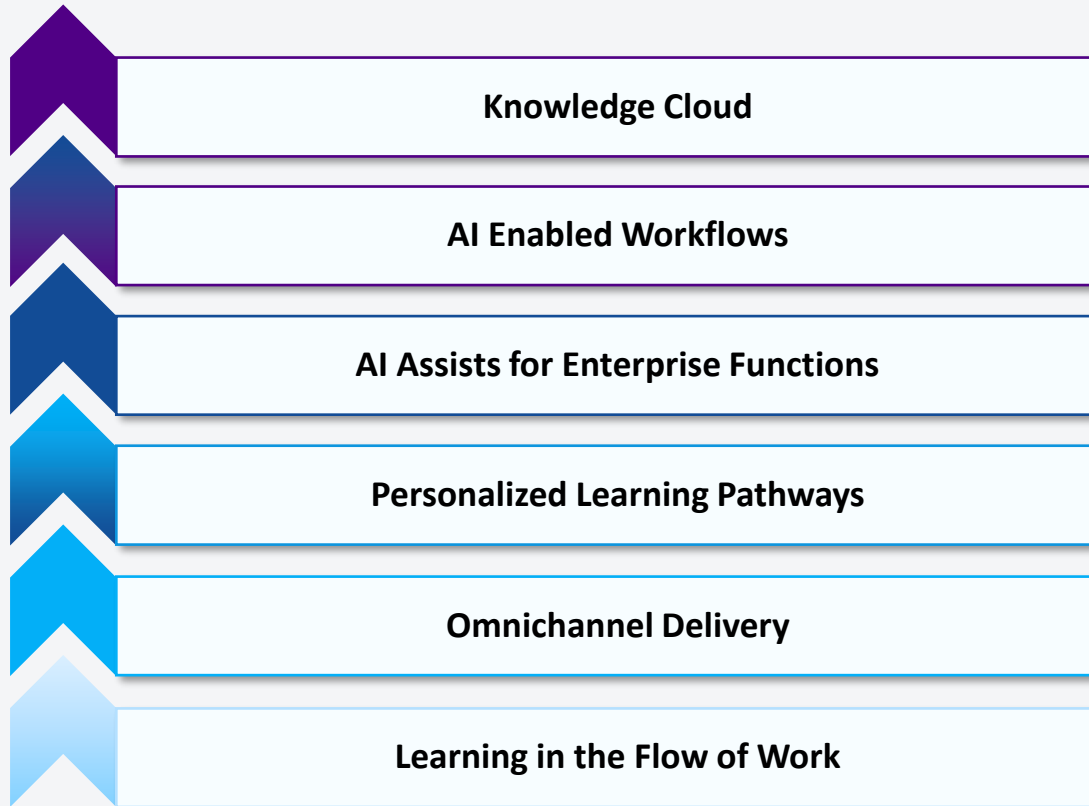 Knowledge Cloud
AI Enabled Workflows
AI Assists for Enterprise Functions
Personalized Learning Pathways
Omnichannel Delivery
Learning in the Flow of Work